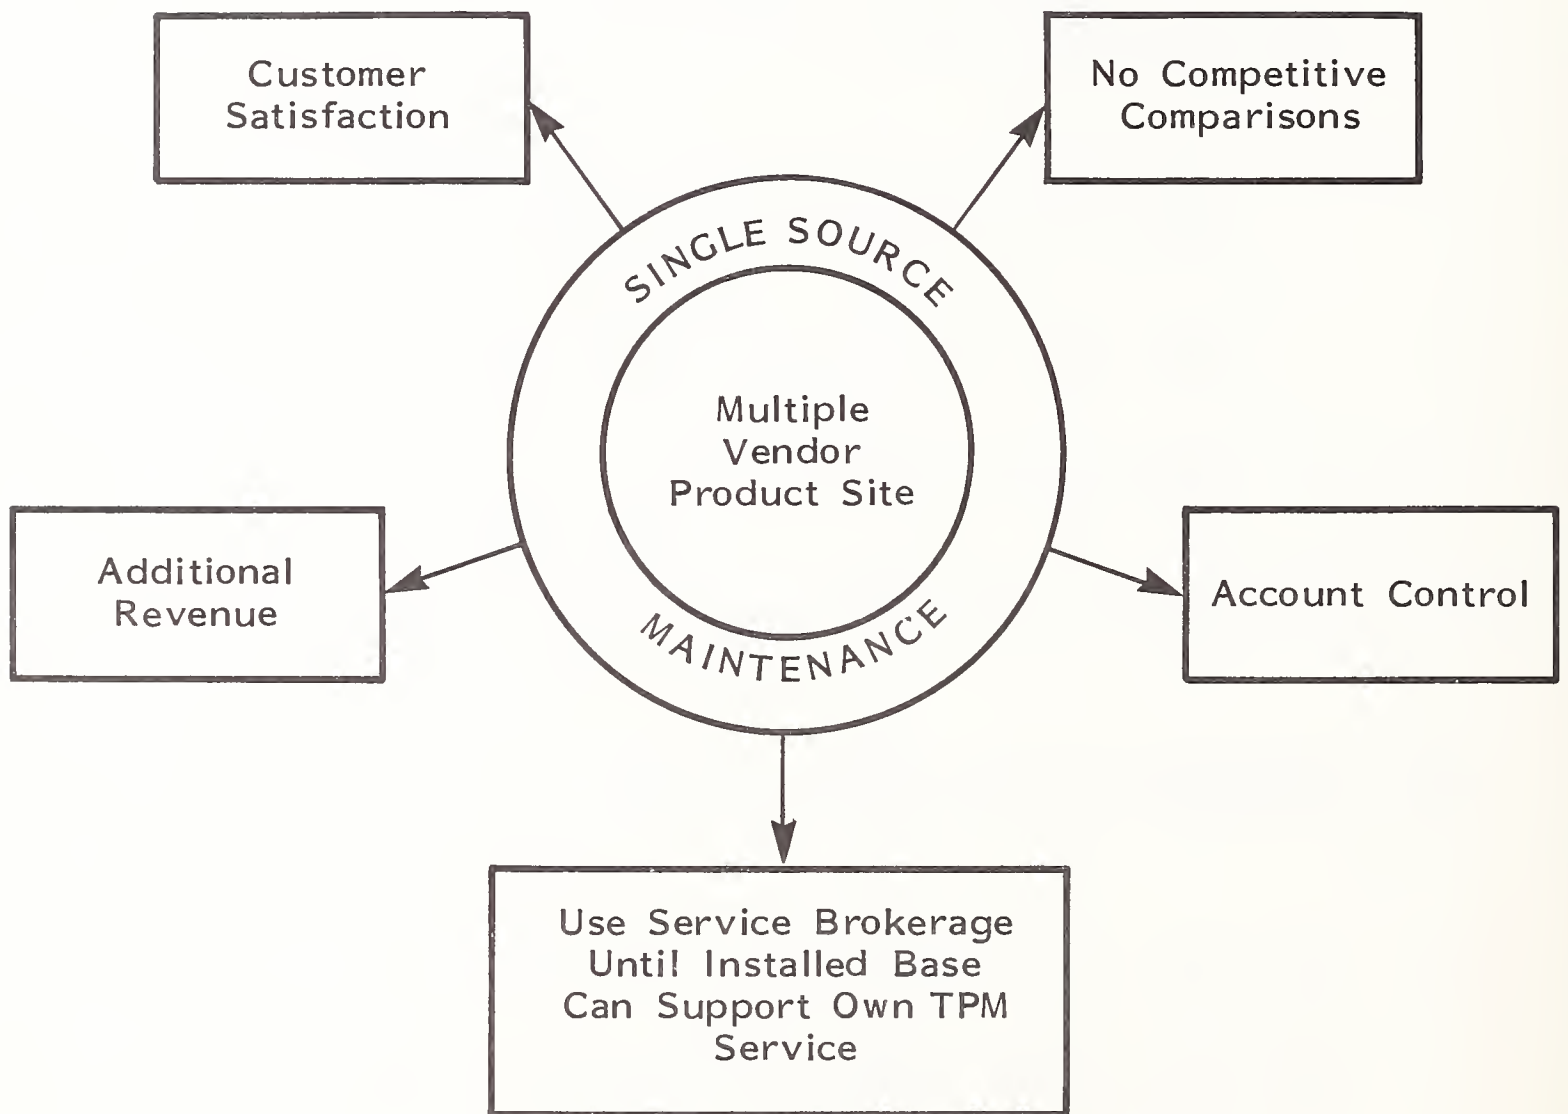 Customer
Satisfaction
No Competitive
Comparisons
SINGLE SOURCE
Multiple
Vendor
Product Site
MAINTENANCE
Additional
Revenue
Account Control
Use Service Brokerage
Until Installed Base
Can Support Own TPM
Service